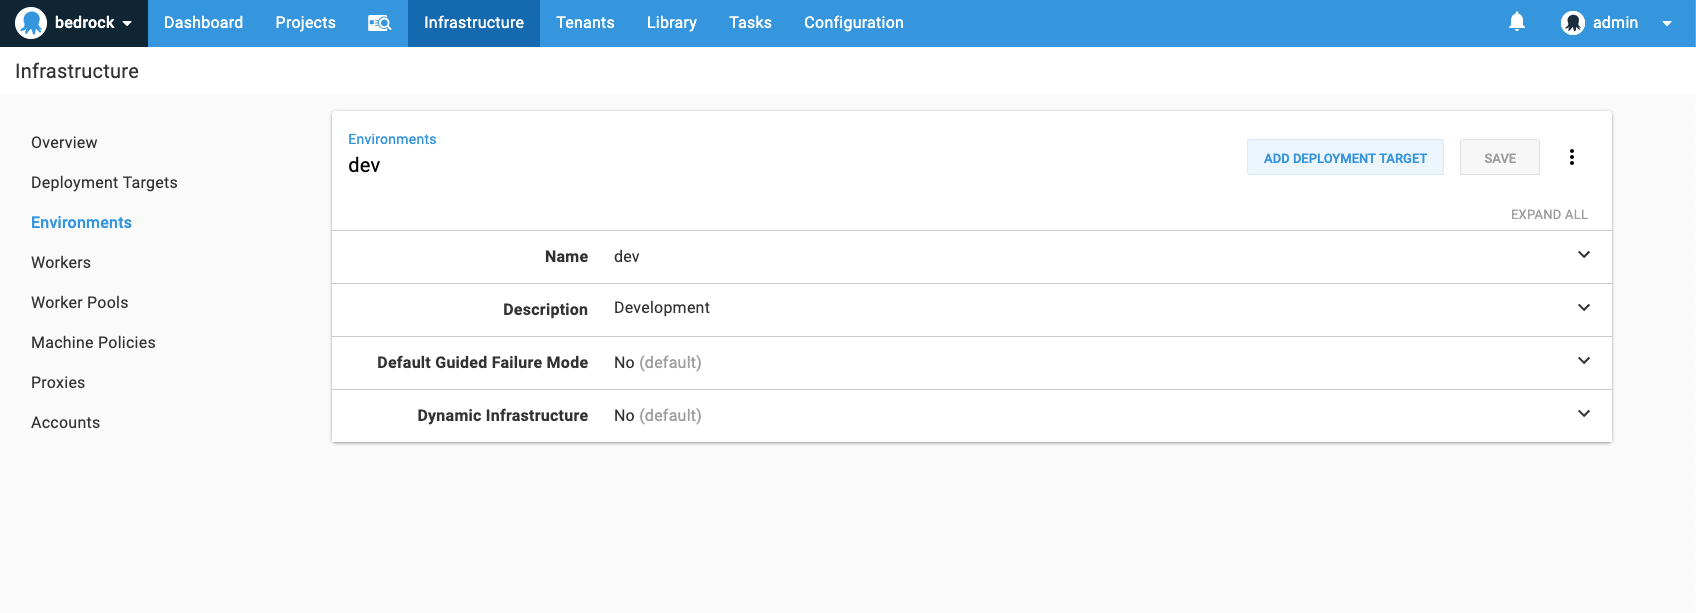 bedrock Dashboard Projects Infrastructure Tenants Library Tasks Configuration admin
Infrastructure
Overview
Deployment Targets
Environments
Workers
Worker Pools
Machine Policies
Proxies
Accounts
Environments
dev
ADD DEPLOYMENT TARGET SAVE
EXPAND ALL
Name dev
Description Development
Default Guided Failure Mode No (default)
Dynamic Infrastructure No (default)